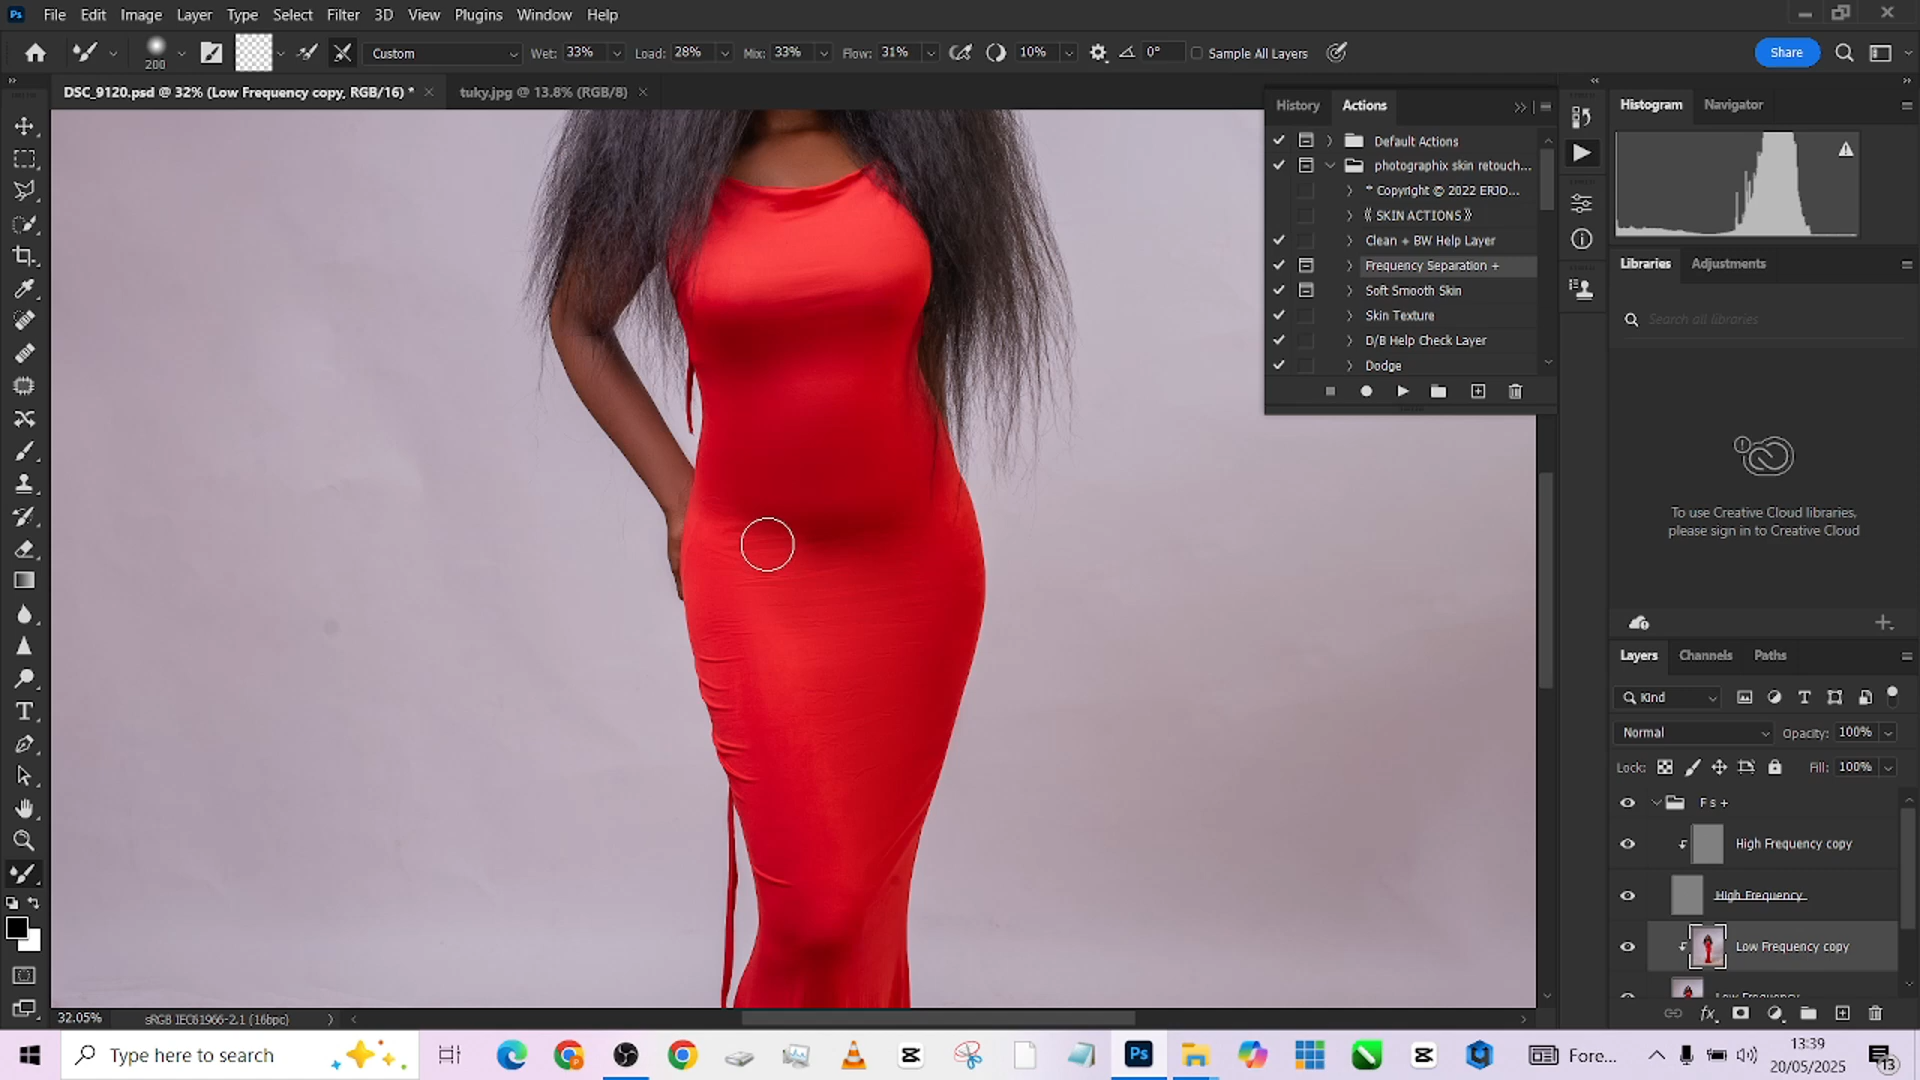 Ps File Edit Image Layer Type Select Filter 3D View Plugins Window Help
200 Custom Wet: 33% Load: 28% Mix: 33% Flow: 31% 10% 0° Sample All Layers Share
DSC_9120.psd @ 32% (Low Frequency copy, RGB/16) * tuky.jpg @ 13.8% (RGB/8)
History Actions
Default Actions
photographix skin retouch...
* Copyright © 2022 ERJO...
⟪ SKIN ACTIONS ⟫
Clean + BW Help Layer
Frequency Separation +
Soft Smooth Skin
Skin Texture
D/B Help Check Layer
Dodge
Histogram Navigator
Libraries Adjustments
Search all libraries
To use Creative Cloud libraries,
please sign in to Creative Cloud
Layers Channels Paths
Kind
Normal Opacity: 100%
Lock: Fill: 100%
F s +
High Frequency copy
High Frequency
Low Frequency copy
Low Frequency
32.05% sRGB IEC61966-2.1 (16bpc)
Type here to search Ps Fore... 13:39
20/05/2025 13